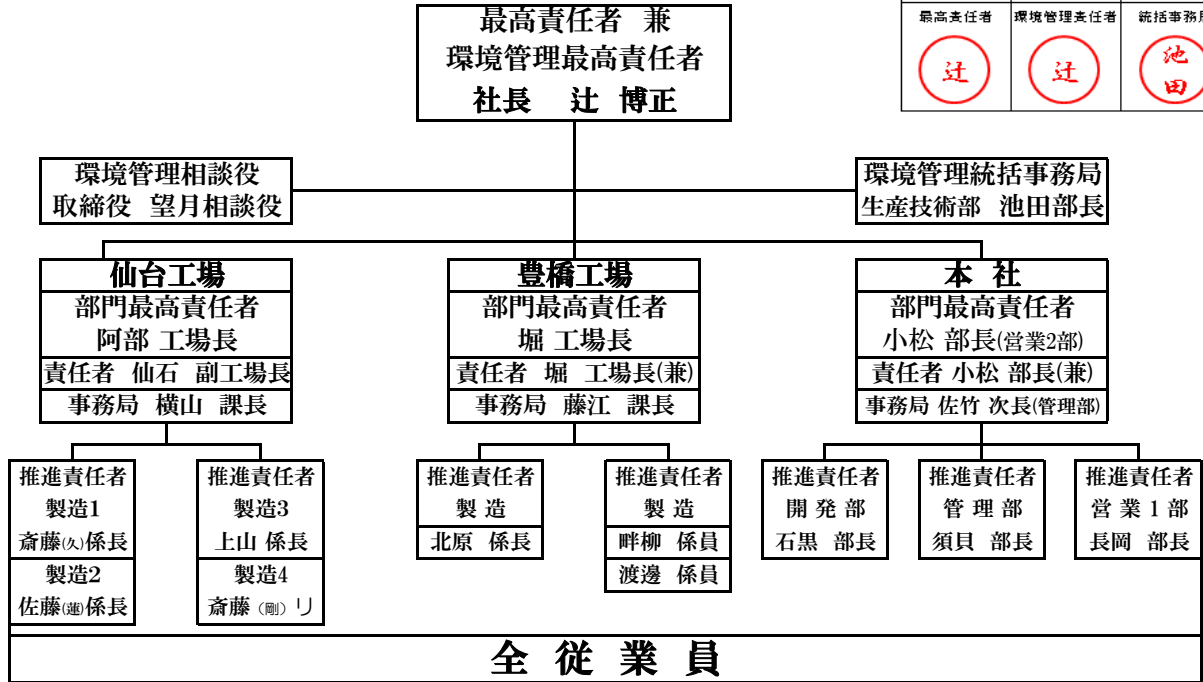 最高責任者 兼
環境管理最高責任者
社長 辻 博正
最高責任者 環境管理責任者 統括事務局
辻 辻 池田
環境管理相談役
取締役 望月相談役
環境管理統括事務局
生産技術部 池田部長
仙台工場
部門最高責任者
阿部 工場長
責任者 仙石 副工場長
事務局 横山 課長
豊橋工場
部門最高責任者
堀 工場長
責任者 堀 工場長(兼)
事務局 藤江 課長
本 社
部門最高責任者
小松 部長(営業2部)
責任者 小松 部長(兼)
事務局 佐竹 次長(管理部)
推進責任者
製造1
斎藤(久)係長
製造2
佐藤(蓮)係長
推進責任者
製造3
上山 係長
製造4
斎藤（剛）リ
推進責任者
製 造
北原 係長
推進責任者
製 造
畔柳 係員
渡邊 係員
推進責任者
開 発 部
石黒 部長
推進責任者
管 理 部
須貝 部長
推進責任者
営 業 1 部
長岡 部長
全 従 業 員